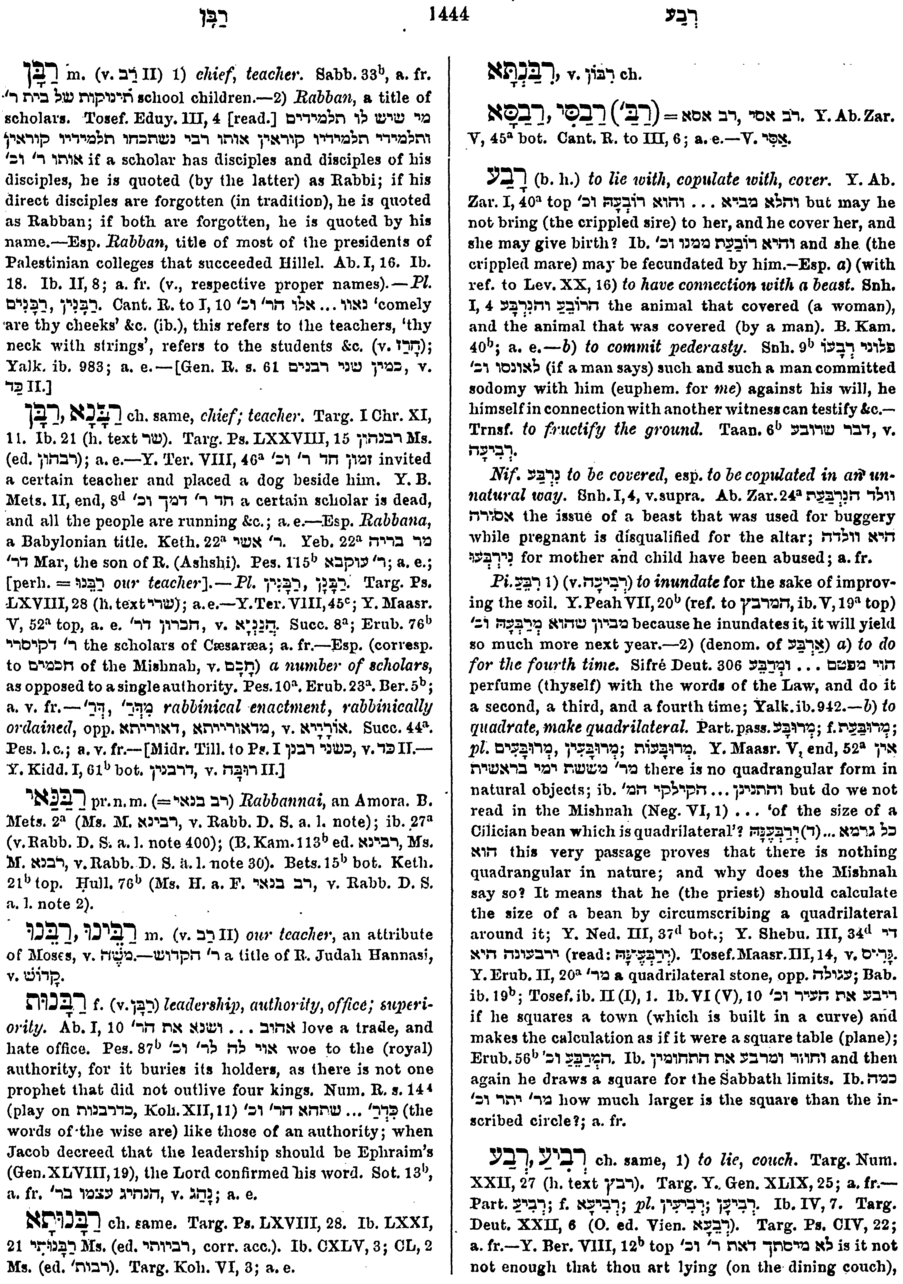 רַבָּן
1444
רְבַע
רַבָּן m. (v. רַב II) 1) chief, teacher. Sabb. 33b, a. fr.
תינוקות של בית ר'‎ school children.—2) Rabban, a title of
scholars. Tosef. Eduy. III, 4 [read.] מי שיש לו תלמידים
ותלמידי תלמידיו קוראין אותו רבי נשתכחו תלמידיו קוראין
אותו ר' וכ'‎ if a scholar has disciples and disciples of his
disciples, he is quoted (by the latter) as Rabbi; if his
direct disciples are forgotten (in tradition), he is quoted
as Rabban; if both are forgotten, he is quoted by his
name.—Esp. Rabban, title of most of the presidents of
Palestinian colleges that succeeded Hillel. Ab. I, 16. Ib.
18. Ib. II, 8; a. fr. (v., respective proper names).—Pl.
רַבָּנִין, רַבָּנִים. Cant. R. to I, 10 נאוו ... אלו הר' וכ'‎ 'comely
are thy cheeks' &c. (ib.), this refers to the teachers, 'thy
neck with strings', refers to the students &c. (v. חָרַז);
Yalk. ib. 983; a. e.—[Gen. R. s. 61 כמין שני רבנים, v.
כַּד II.]
רַבָּנָא, רַבָּן ch. same, chief; teacher. Targ. I Chr. XI,
11. Ib. 21 (h. text שר). Targ. Ps. LXXVIII, 15 רבנהון Ms.
(ed. רבהון); a. e.—Y. Ter. VIII, 46a זמון חד ר' וכ'‎ invited
a certain teacher and placed a dog beside him. Y. B.
Mets. II, end, 8d חד ר' דמך וכ'‎ a certain scholar is dead,
and all the people are running &c.; a. e.—Esp. Rabbana,
a Babylonian title. Keth. 22a ר' אשי. Yeb. 22a מר בריה
דר'‎ Mar, the son of R. (Ashshi). Pes. 115b ר' עוקבא; a. e.;
[perh. = רַבֵּנוּ our teacher].—Pl. רַבָּנָן, רַבָּנִין. Targ. Ps.
LXVIII, 28 (h. text שרי); a. e.—Y. Ter. VIII, 45c; Y. Maasr.
V, 52a top, a. e. חברון דר'‎, v. חֲנַנְיָא. Succ. 8a; Erub. 76b
ר' דקיסרי the scholars of Cæsaræa; a. fr.—Esp. (corresp.
to חכמים of the Mishnah, v. חָכָם) a number of scholars,
as opposed to a single authority. Pes. 10a. Erub. 23a. Ber. 5b;
a. v. fr.—דְּרַ', מִדְּרַ'‎ rabbinical enactment, rabbinically
ordained, opp. דאורייתא, מדאורייתא, v. אוֹרָיְיתָא. Succ. 44a.
Pes. l. c.; a. v. fr.—[Midr. Till. to Ps. I כשני רבנן, v. כַּד II.—
Y. Kidd. I, 61b bot. דרבנין, v. רוּבָּה II.]
רַבָּנַאי pr. n. m. (=רב בנאי) Rabbannai, an Amora. B.
Mets. 2a (Ms. M. רבינא, v. Rabb. D. S. a. l. note); ib. 27a
(v. Rabb. D. S. a. l. note 400); (B. Kam. 113b ed. רבינא, Ms.
M. רבנא, v. Rabb. D. S. a. l. note 30). Bets. 15b bot. Keth.
21b top. Ḥull. 76b (Ms. H. a. F. רב בנאי, v. Rabb. D. S.
a. l. note 2).
רַבֵּינוּ, רַבֵּנוּ m. (v. רַב II) our teacher, an attribute
of Moses, v. מֹשֶׁה.—ר' הקדוש a title of R. Judah Hannasi,
v. קָדוֹשׁ.
רַבָּנוּת f. (v. רַבָּן) leadership, authority, office; superi-
ority. Ab. I, 10 אהוב ... ושנא את הר'‎ love a trade, and
hate office. Pes. 87b אוי לה לר' וכ'‎ woe to the (royal)
authority, for it buries its holders, as there is not one
prophet that did not outlive four kings. Num. R. s. 14 4
(play on כדרבנות, Koh. XII, 11) כְּדְרַ' ... שתהא הר' וכ'‎ (the
words of the wise are) like those of an authority; when
Jacob decreed that the leadership should be Ephraim's
(Gen. XLVIII, 19), the Lord confirmed his word. Sot. 13b,
a. fr. הנהיג עצמו בר'‎, v. נָהַג; a. e.
רַבָּנוּתָא ch. same. Targ. Ps. LXVIII, 28. Ib. LXXI,
21 רַבָּנוּתִי Ms. (ed. רביותי, corr. acc.). Ib. CXLV, 3; CL, 2
Ms. (ed. רבות'‎). Targ. Koh. VI, 3; a. e.
רִבַּנְתָּא, v. רִבּוֹן ch.
רַבְסִי, רַבְסָא (רַבִּ'‎) = רב אסי, רב אסא. Y. Ab. Zar.
V, 45a bot. Cant. R. to III, 6; a. e.—V. אַסִּי.
רָבַע (b. h.) to lie with, copulate with, cover. Y. Ab.
Zar. I, 40a top והלא מביא ... והוא רוֹבְעָהּ וכ'‎ but may he
not bring (the crippled sire) to her, and he cover her, and
she may give birth? Ib. והיא רוֹבַעַת ממנו וכ'‎ and she (the
crippled mare) may be fecundated by him.—Esp. a) (with
ref. to Lev. XX, 16) to have connection with a beast. Snh.
I, 4 הָרוֹבֵעַ והנרבע the animal that covered (a woman),
and the animal that was covered (by a man). B. Kam.
40b; a. e.—b) to commit pederasty. Snh. 9b פלוני רְבָעוֹ
לאונסו וכ'‎ (if a man says) such and such a man committed
sodomy with him (euphem. for me) against his will, he
himself in connection with another witness can testify &c.—
Trnsf. to fructify the ground. Taan. 6b דבר שרובע, v.
רְבִיעָה.
Nif. נִרְבַּע to be covered, esp. to be copulated in an un-
natural way. Snh. I, 4, v. supra. Ab. Zar. 24a וולד הַנִּרְבַּעַת
אסורה the issue of a beast that was used for buggery
while pregnant is disqualified for the altar; היא וולדה
נִירְבְּעוּ for mother and child have been abused; a. fr.
Pi. רִבֵּעַ 1) (v. רְבִיעָה) to inundate for the sake of improv-
ing the soil. Y. Peah VII, 20b (ref. to המרבץ, ib. V, 19a top)
מכיון שהוא מְרַבְּעָהּ וכ'‎ because he inundates it, it will yield
so much more next year.—2) (denom. of אַרְבַּע) a) to do
for the fourth time. Sifré Deut. 306 הוי מפטם ... וּמְרַבֵּעַ
perfume (thyself) with the words of the Law, and do it
a second, a third, and a fourth time; Yalk. ib. 942.—b) to
quadrate, make quadrilateral. Part. pass. מְרוּבָּע; f. מְרוּבַּעַת;
pl. מְרוּבָּעִים, מְרוּבָּעִין; מְרוּבָּעוֹת. Y. Maasr. V, end, 52a אין
מר' מששת ימי בראשית there is no quadrangular form in
natural objects; ib. והתנינן ... הקילקי המ'‎ but do we not
read in the Mishnah (Neg. VI, 1) ... 'of the size of a
Cilician bean which is quadrilateral'? כל גרמא ... (ד)יְרַבְּעֶנָּה
הוא this very passage proves that there is nothing
quadrangular in nature; and why does the Mishnah
say so? It means that he (the priest) should calculate
the size of a bean by circumscribing a quadrilateral
around it; Y. Ned. III, 37d bot.; Y. Shebu. III, 34d די
ירבעונה היא (read: יְרַבְּעֶינָּה). Tosef. Maasr. III, 14, v. גְּרִיס.
Y. Erub. II, 20a מר'‎ a quadrilateral stone, opp. עגולה; Bab.
ib. 19b; Tosef. ib. II (I), 1. Ib. VI (V), 10 ריבע את העיר וכ'‎
if he squares a town (which is built in a curve) and
makes the calculation as if it were a square table (plane);
Erub. 56b הַמְרַבֵּעַ וכ'‎. Ib. וחוזר ומרבע את התחומין and then
again he draws a square for the Sabbath limits. Ib. כמה
מר' יתר וכ'‎ how much larger is the square than the in-
scribed circle?; a. fr.
רְבַע, רְבֵיעַ ch. same, 1) to lie, couch. Targ. Num.
XXII, 27 (h. text רבץ). Targ. Y. Gen. XLIX, 25; a. fr.—
Part. רָבִיעַ; f. רְבִיעָא; pl. רְבִיעִין; רְבִיעָן. Ib. IV, 7. Targ.
Deut. XXII, 6 (O. ed. Vien. רָבְעָא). Targ. Ps. CIV, 22;
a. fr.—Y. Ber. VIII, 12b top לא מיסתך דאת ר' וכ'‎ is it not
not enough that thou art lying (on the dining couch),